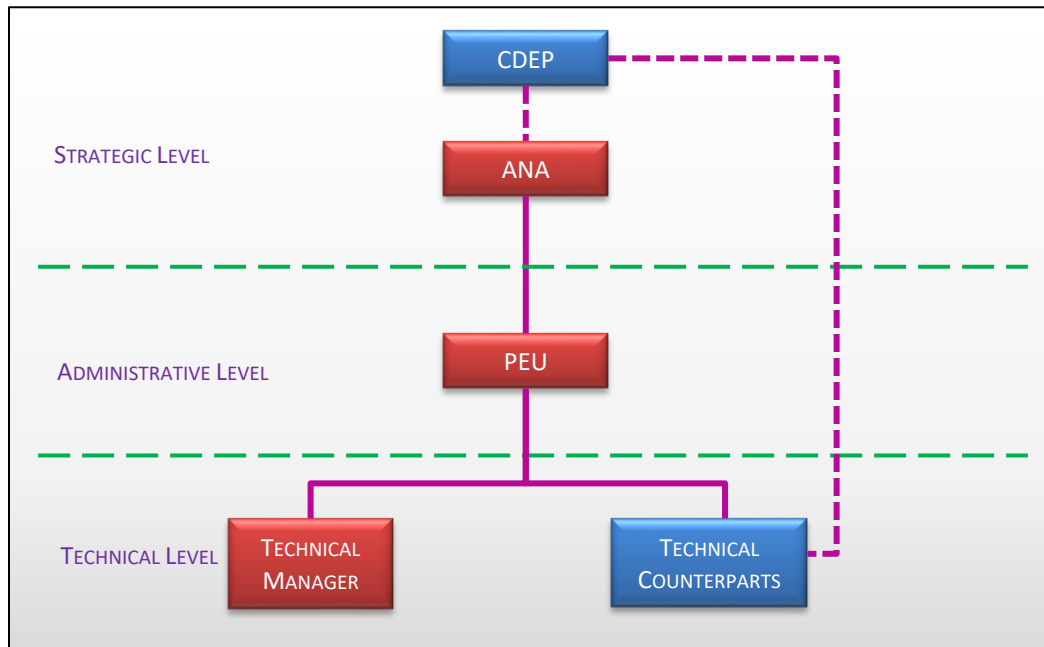 CDEP
STRATEGIC LEVEL
ANA
PEU
ADMINISTRATIVE LEVEL
TECHNICAL LEVEL
TECHNICAL
MANAGER
TECHNICAL
COUNTERPARTS